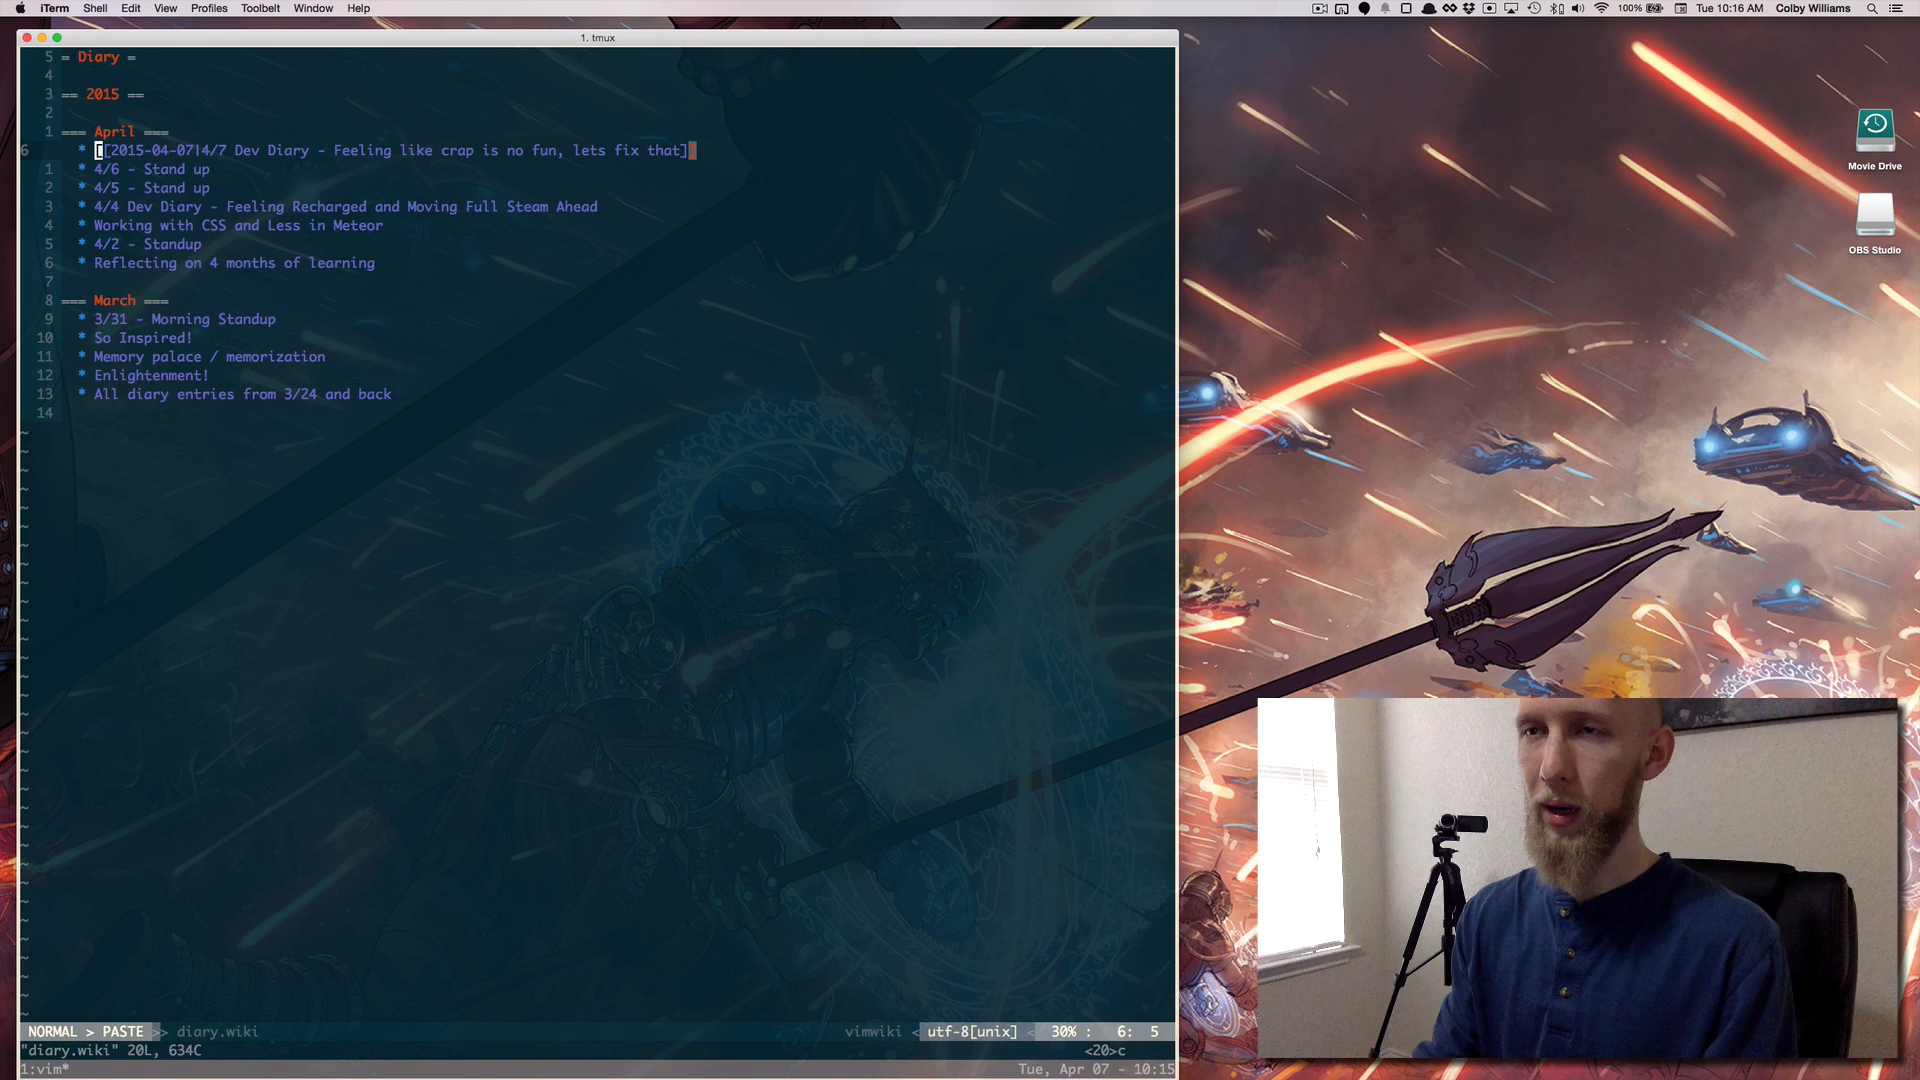 iTerm Shell Edit View Profiles Toolbelt Window Help 100% Tue 10:16 AM Colby Williams
1. tmux
5 = Diary =
4
3 == 2015 ==
2
1 === April ===
6 * [[2015-04-07|4/7 Dev Diary - Feeling like crap is no fun, lets fix that]]
1 * 4/6 - Stand up
2 * 4/5 - Stand up
3 * 4/4 Dev Diary - Feeling Recharged and Moving Full Steam Ahead
4 * Working with CSS and Less in Meteor
5 * 4/2 - Standup
6 * Reflecting on 4 months of learning
7
8 === March ===
9 * 3/31 - Morning Standup
10 * So Inspired!
11 * Memory palace / memorization
12 * Enlightenment!
13 * All diary entries from 3/24 and back
14
NORMAL > PASTE >> diary.wiki vimwiki < utf-8[unix] < 30% : 6: 5
"diary.wiki" 20L, 634C <20>c
1:vim* Tue, Apr 07 - 10:15
Movie Drive
OBS Studio